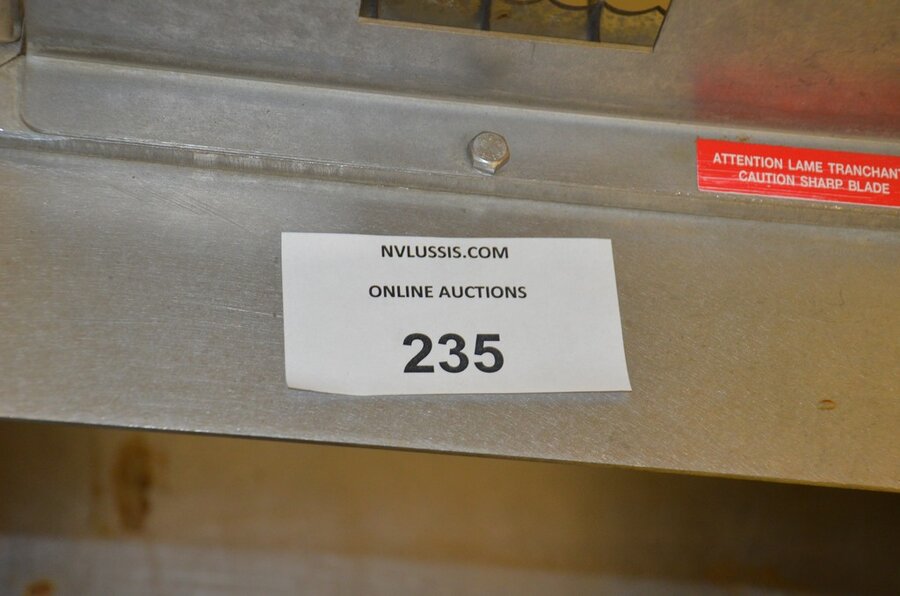 ATTENTION LAME TRANCHANT
CAUTION SHARP BLADE
NVLUSSIS.COM
ONLINE AUCTIONS
235